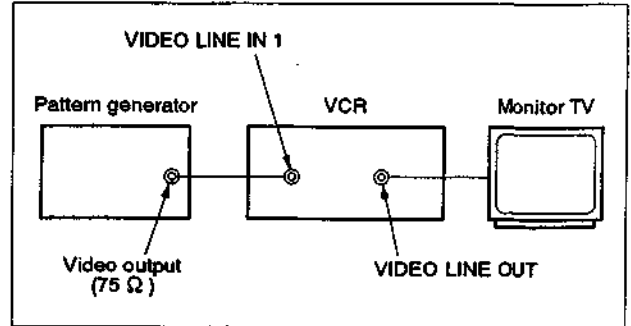 VIDEO LINE IN 1
Pattern generator
VCR
Monitor TV
Video output
(75 Ω)
VIDEO LINE OUT